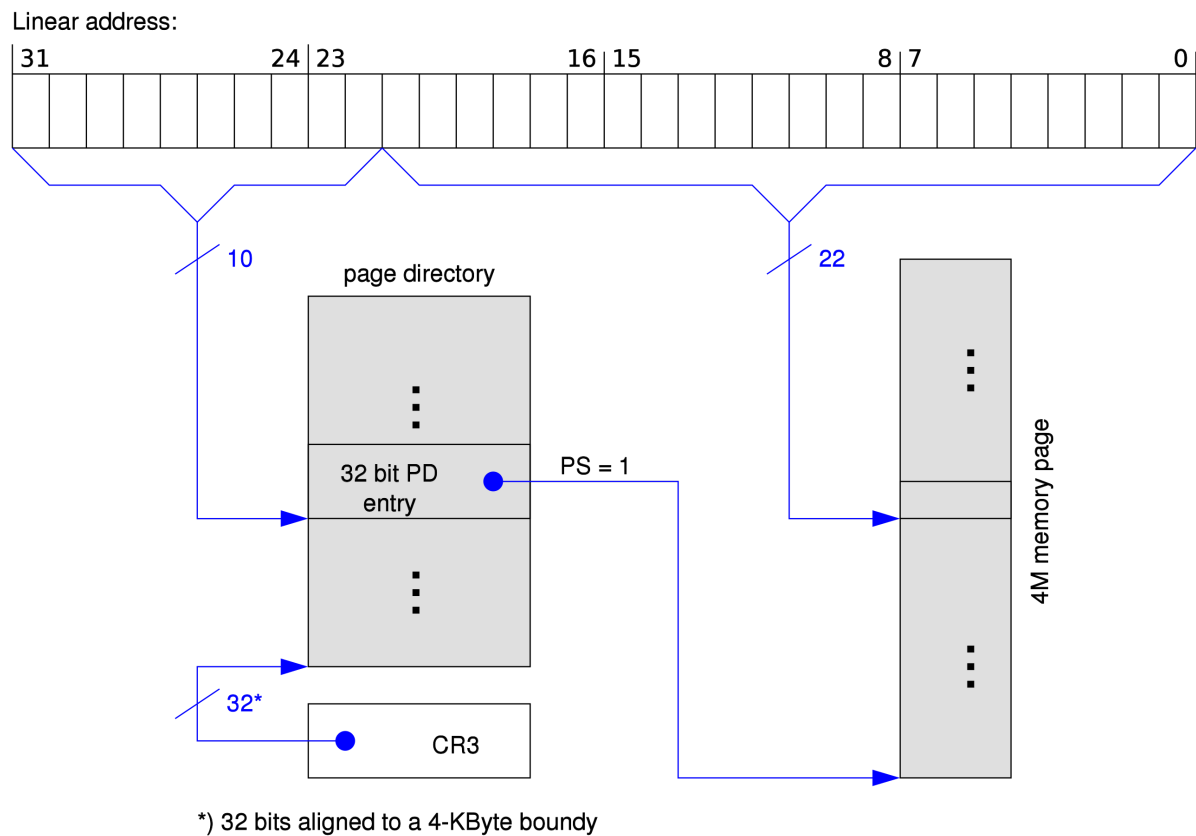 Linear address:
31 24 23 16 15 8 7 0
10
22
page directory
32 bit PD
entry
PS = 1
4M memory page
32*
CR3
*) 32 bits aligned to a 4-KByte boundy